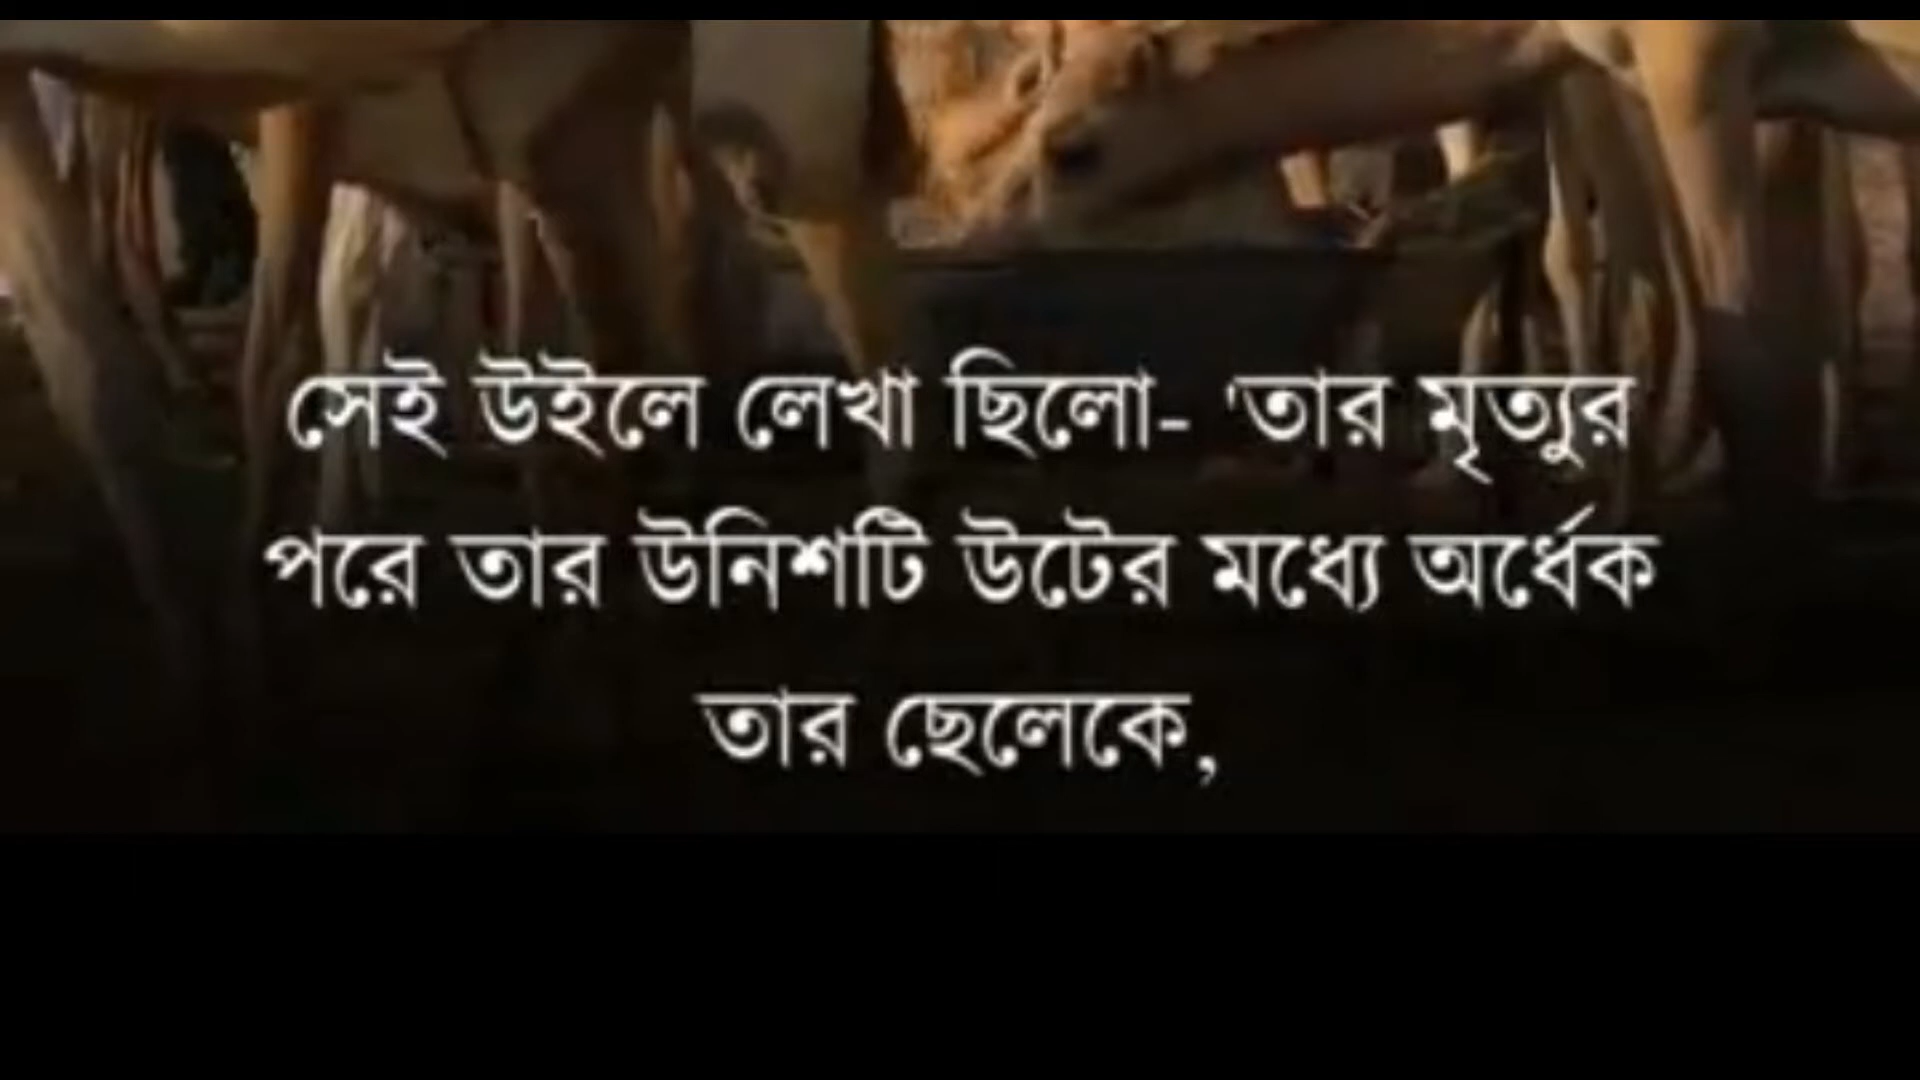 সেই উইলে লেখা ছিলো- 'তার মৃত্যুর
পরে তার উনিশটি উটের মধ্যে অর্ধেক
তার ছেলেকে,